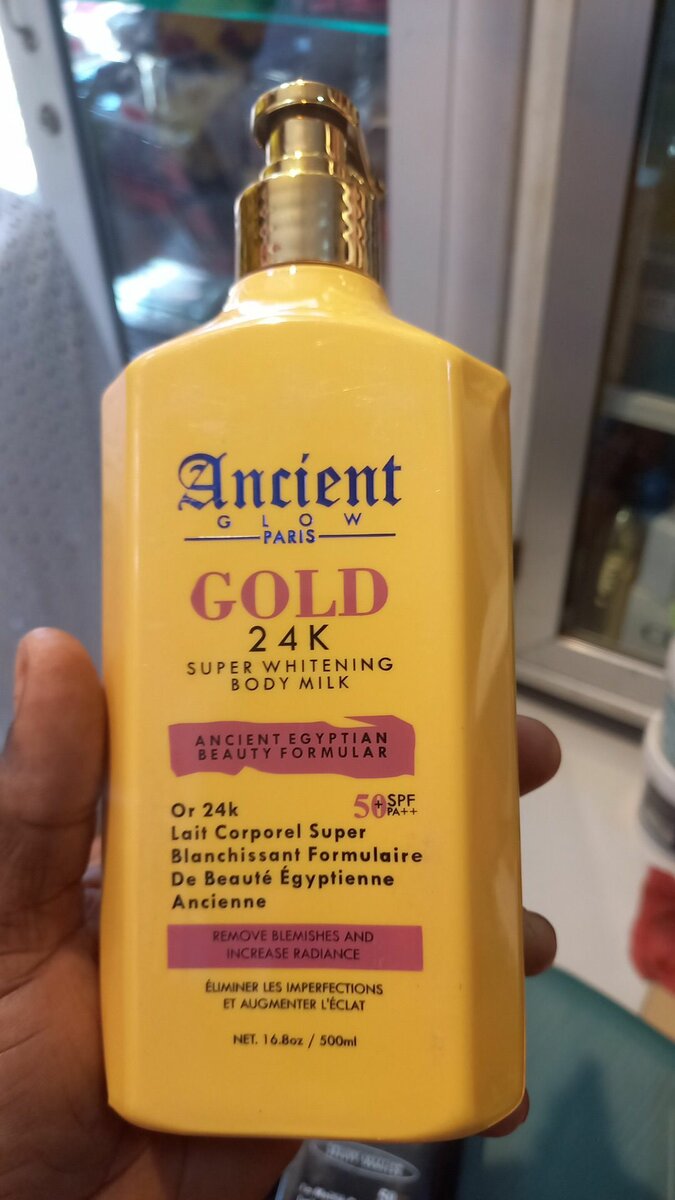 Ancient
GLOW
PARIS
GOLD
24K
SUPER WHITENING
BODY MILK
ANCIENT EGYPTIAN
BEAUTY FORMULAR
50+ SPF
PA++
Or 24k
Lait Corporel Super
Blanchissant Formulaire
De Beauté Égyptienne
Ancienne
REMOVE BLEMISHES AND
INCREASE RADIANCE
ÉLIMINER LES IMPERFECTIONS
ET AUGMENTER L'ÉCLAT
NET. 16.8oz / 500ml